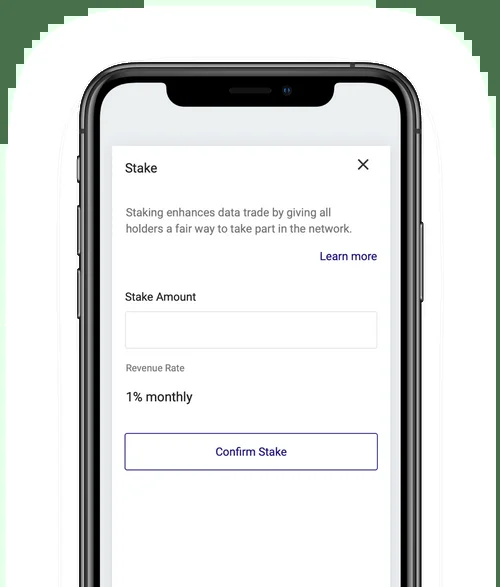 Stake
Staking enhances data trade by giving all
holders a fair way to take part in the network.
Learn more
Stake Amount
Revenue Rate
1% monthly
Confirm Stake